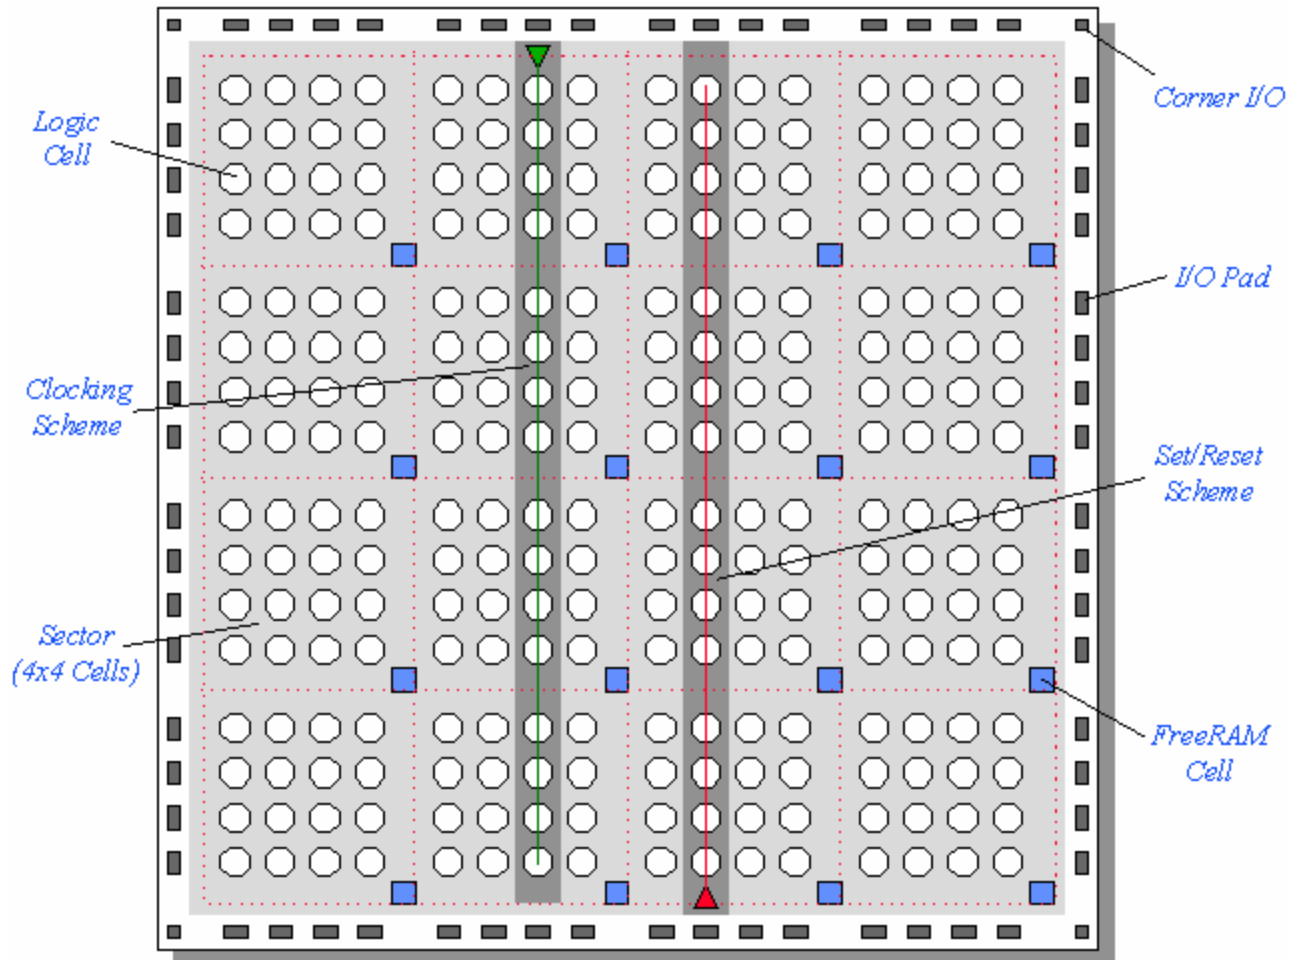 Corner I/O
Logic
Cell
I/O Pad
Clocking
Scheme
Set/Reset
Scheme
Sector
(4x4 Cells)
FreeRAM
Cell